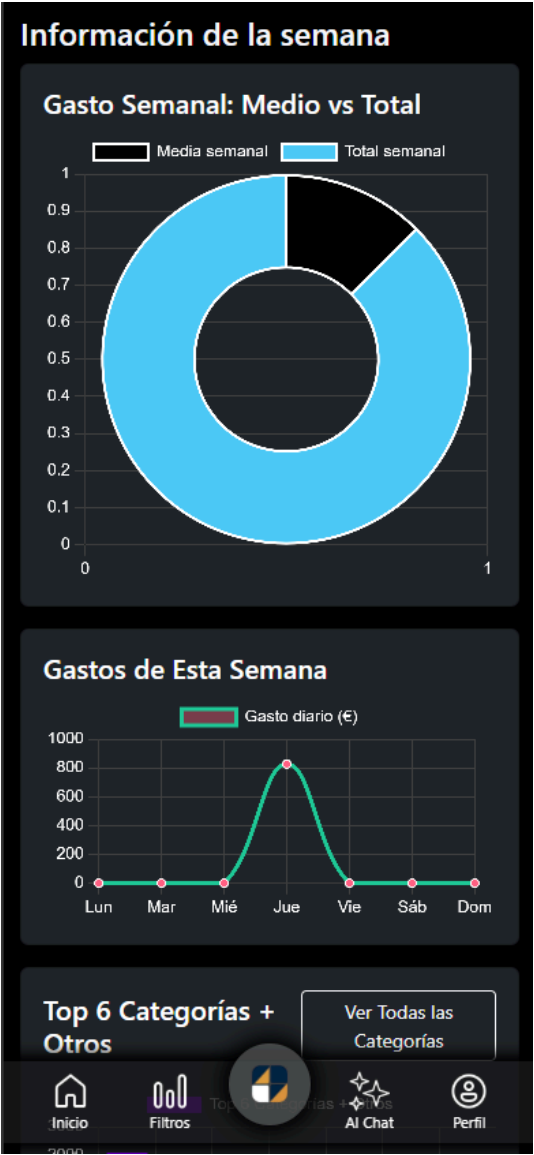 Información de la semana
Gasto Semanal: Medio vs Total
Media semanal Total semanal
1
0.9
0.8
0.7
0.6
0.5
0.4
0.3
0.2
0.1
0
0 1
Gastos de Esta Semana
Gasto diario (€)
1000
800
600
400
200
0
Lun Mar Mié Jue Vie Sáb Dom
Top 6 Categorías +
Otros
Ver Todas las
Categorías
Inicio Filtros AI Chat Perfil